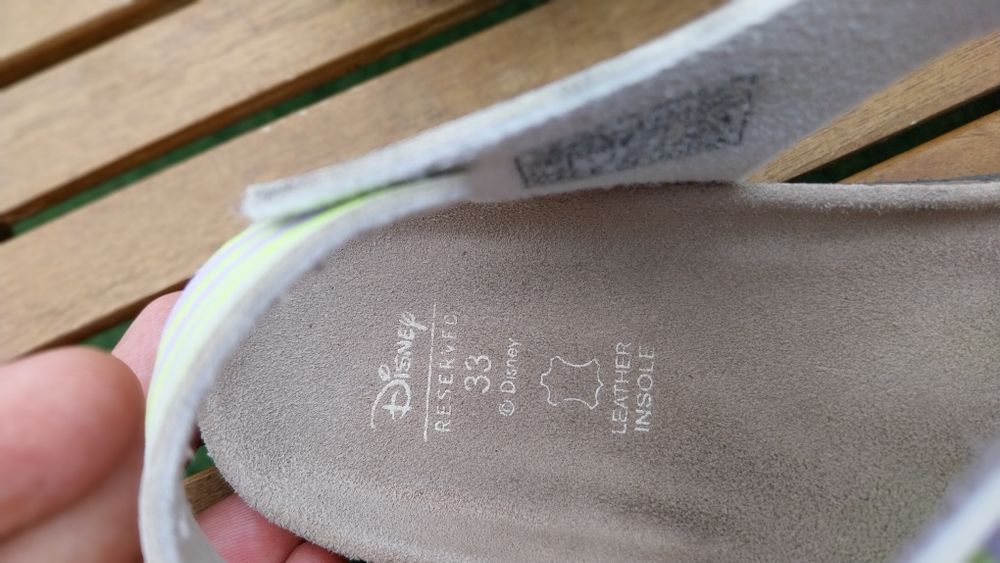 Disney
RESERVED
33
© Disney
LEATHER
INSOLE